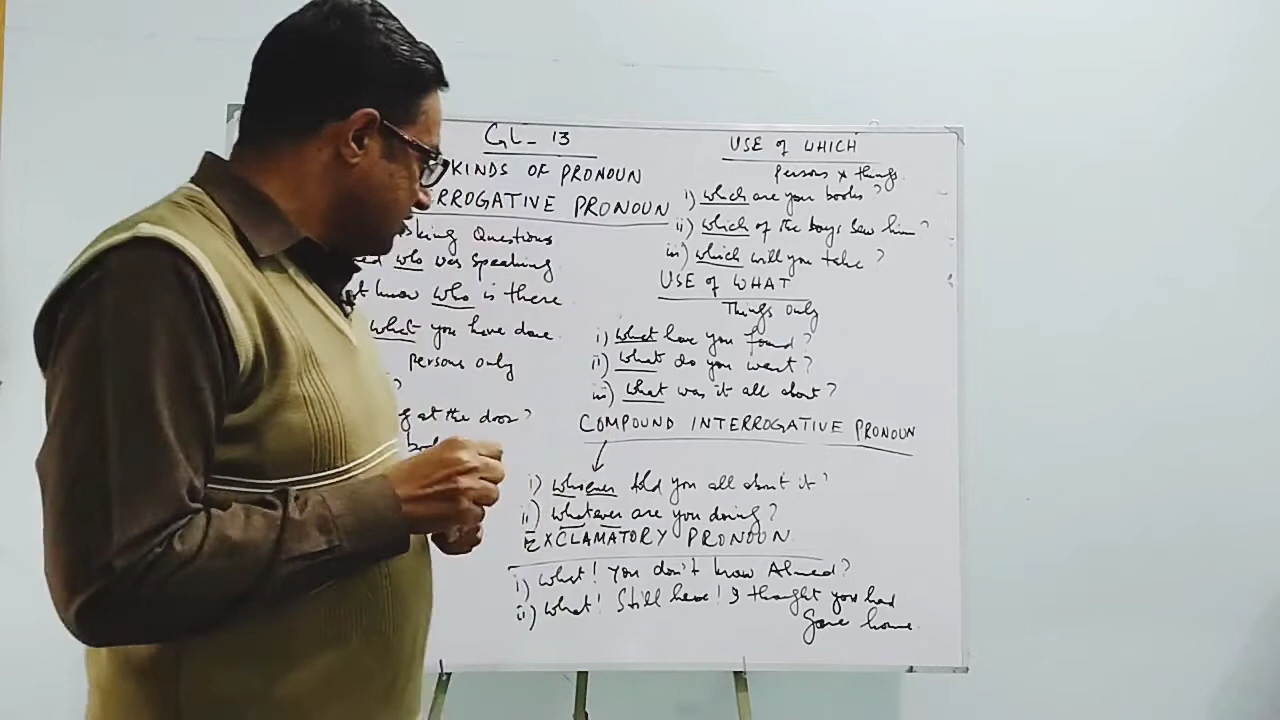 GL - 13
KINDS OF PRONOUN
RROGATIVE PRONOUN
sking Questions
ed who was speaking.
t know who is there
what you have done.
persons only
?
g at the door?
USE of WHICH
Persons x things.
i) which are your books?
ii) which of the boys saw him?
iii) which will you take?
USE of WHAT
Things only
i) what have you found?
ii) what do you want?
iii) what was it all about?
COMPOUND INTERROGATIVE PRONOUN
i) whoever told you all about it?
ii) whatever are you doing?
EXCLAMATORY PRONOUN
i) what! you don't know Ahmed?
ii) what! Still here! I thought you had
Gone home.